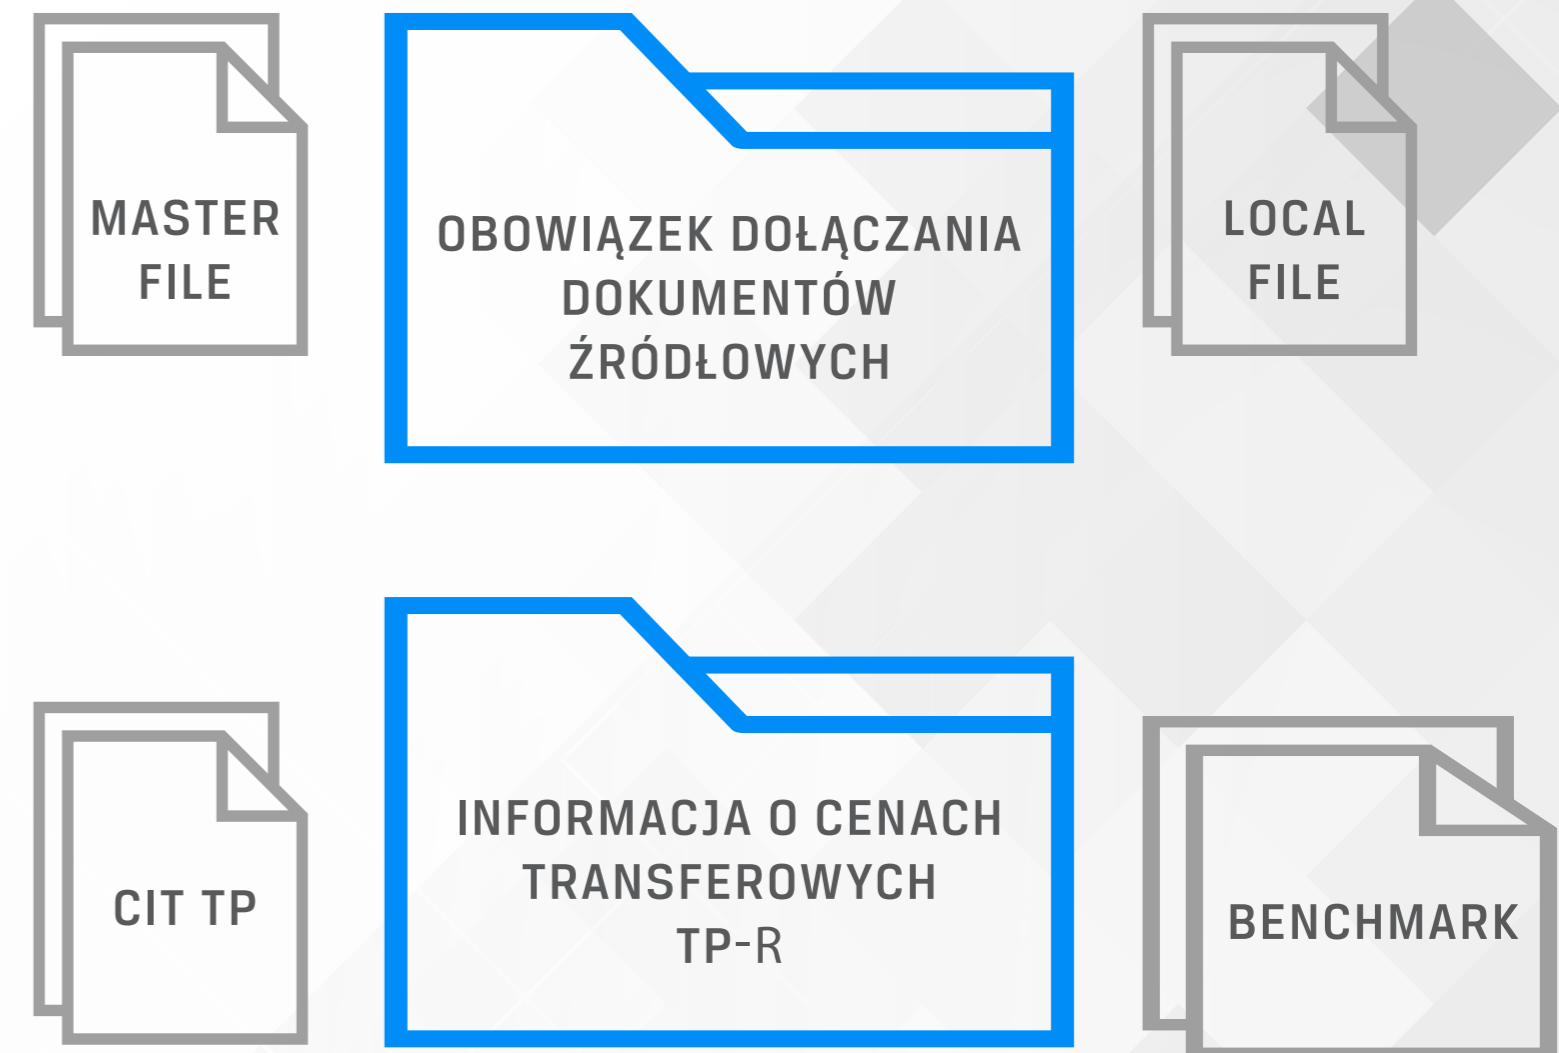 MASTER
FILE
OBOWIĄZEK DOŁĄCZANIA
DOKUMENTÓW
ŹRÓDŁOWYCH
LOCAL
FILE
CIT TP
INFORMACJA O CENACH
TRANSFEROWYCH
TP-R
BENCHMARK